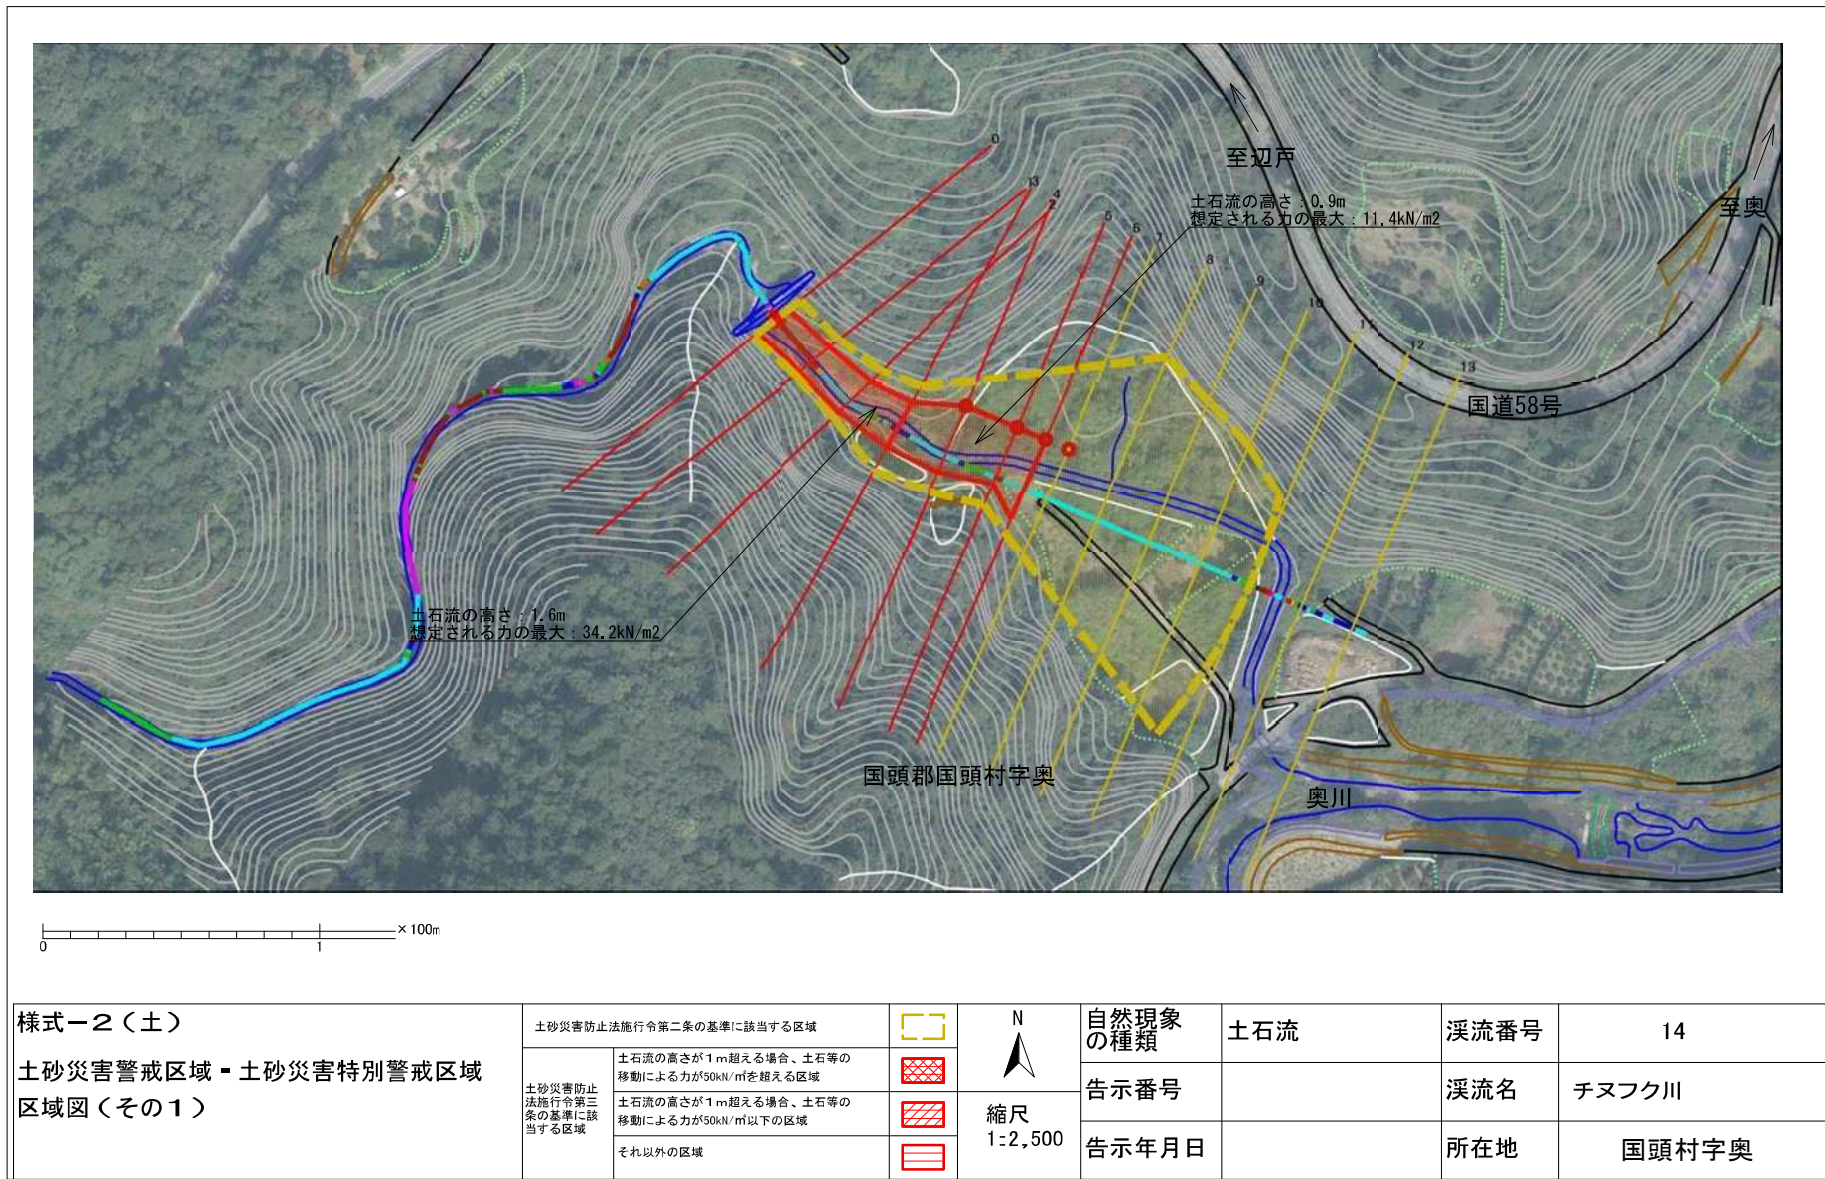 0
13
4
2
5
6
7
8
9
10
11
12
13
至辺戸
至奥
土石流の高さ：0.9m
想定される力の最大：11.4kN/m2
国道58号
土石流の高さ：1.6m
想定される力の最大：34.2kN/m2
国頭郡国頭村字奥
奥川
0
1
×100m
様式－２（土）
土砂災害警戒区域・土砂災害特別警戒区域
区域図（その１）
土砂災害防止法施行令第二条の基準に該当する区域
土砂災害防止
法施行令第三
条の基準に該
当する区域
土石流の高さが１ｍ超える場合、土石等の
移動による力が50kN/㎡を超える区域
土石流の高さが１ｍ超える場合、土石等の
移動による力が50kN/㎡以下の区域
それ以外の区域
N
縮尺
1:2,500
自然現象
の種類
土石流
渓流番号
14
告示番号
渓流名
チヌフク川
告示年月日
所在地
国頭村字奥